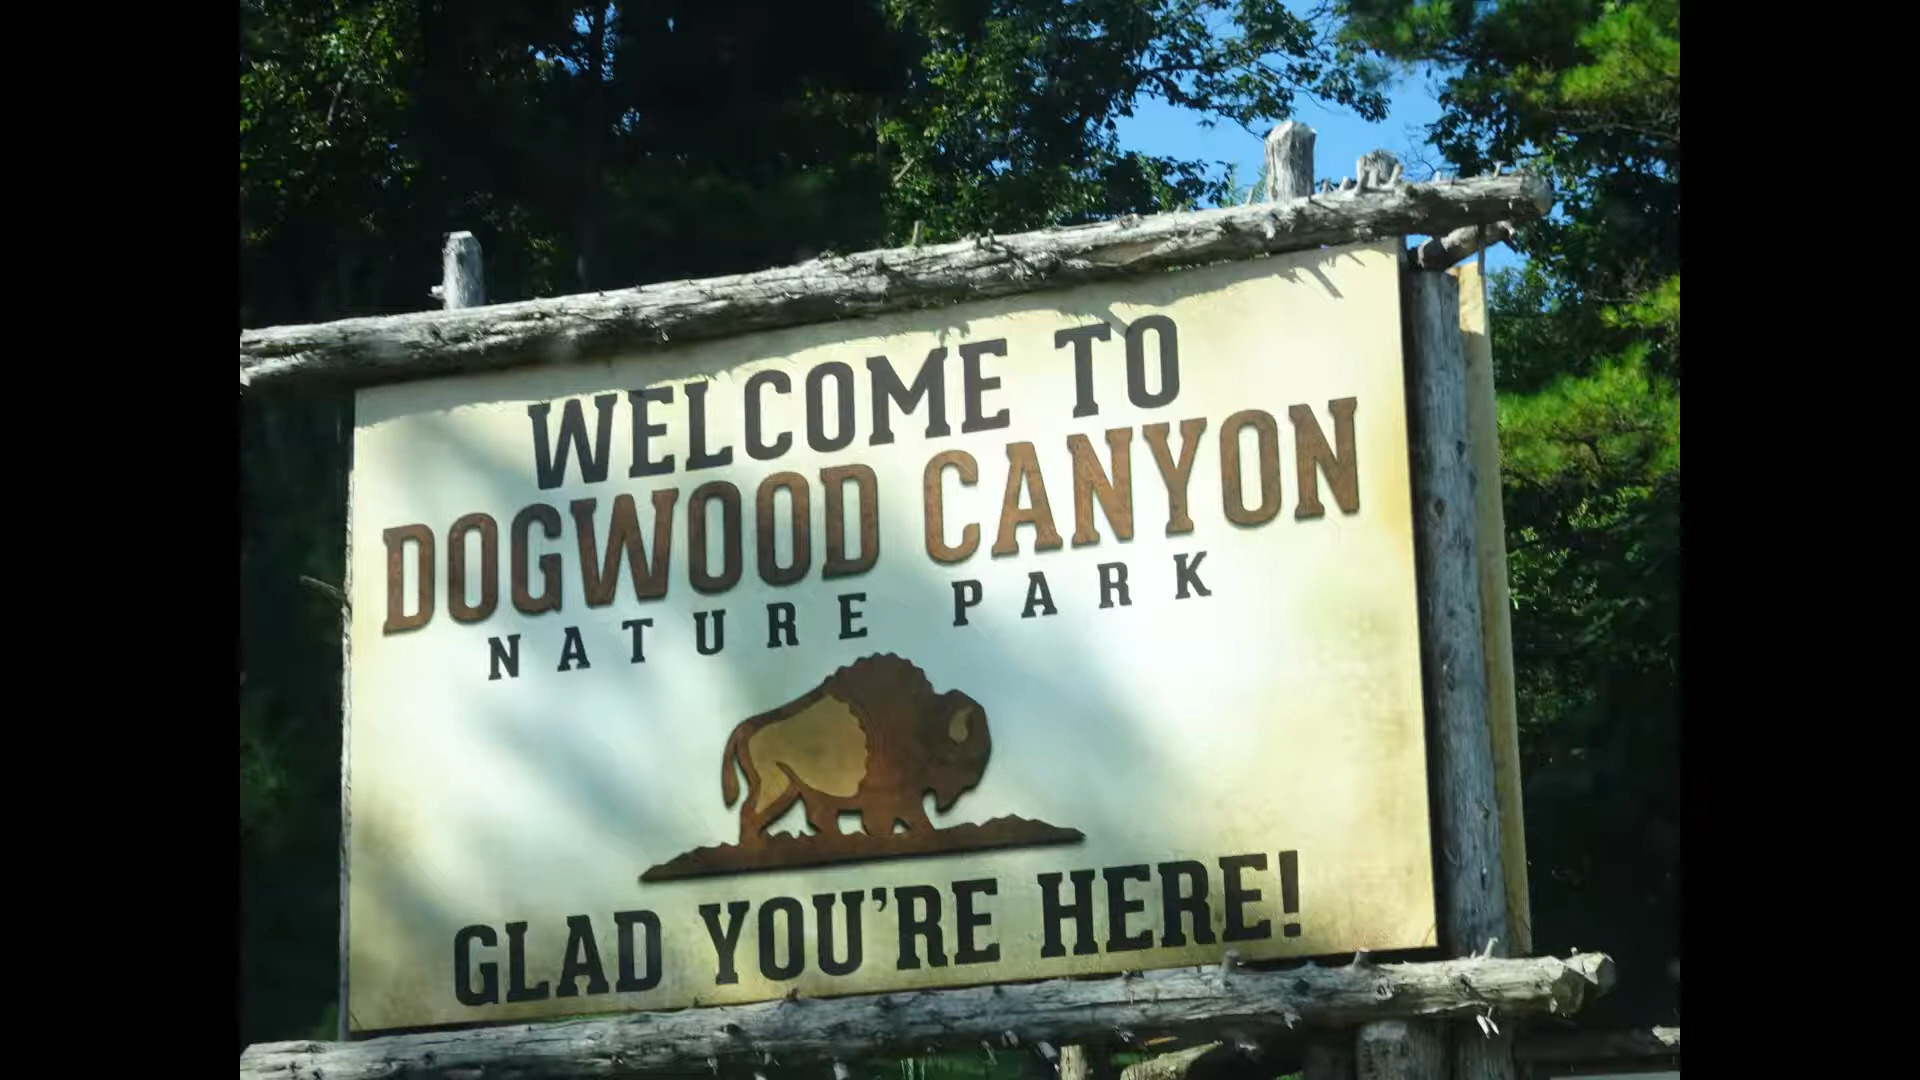 WELCOME TO
DOGWOOD CANYON
NATURE PARK
GLAD YOU'RE HERE!